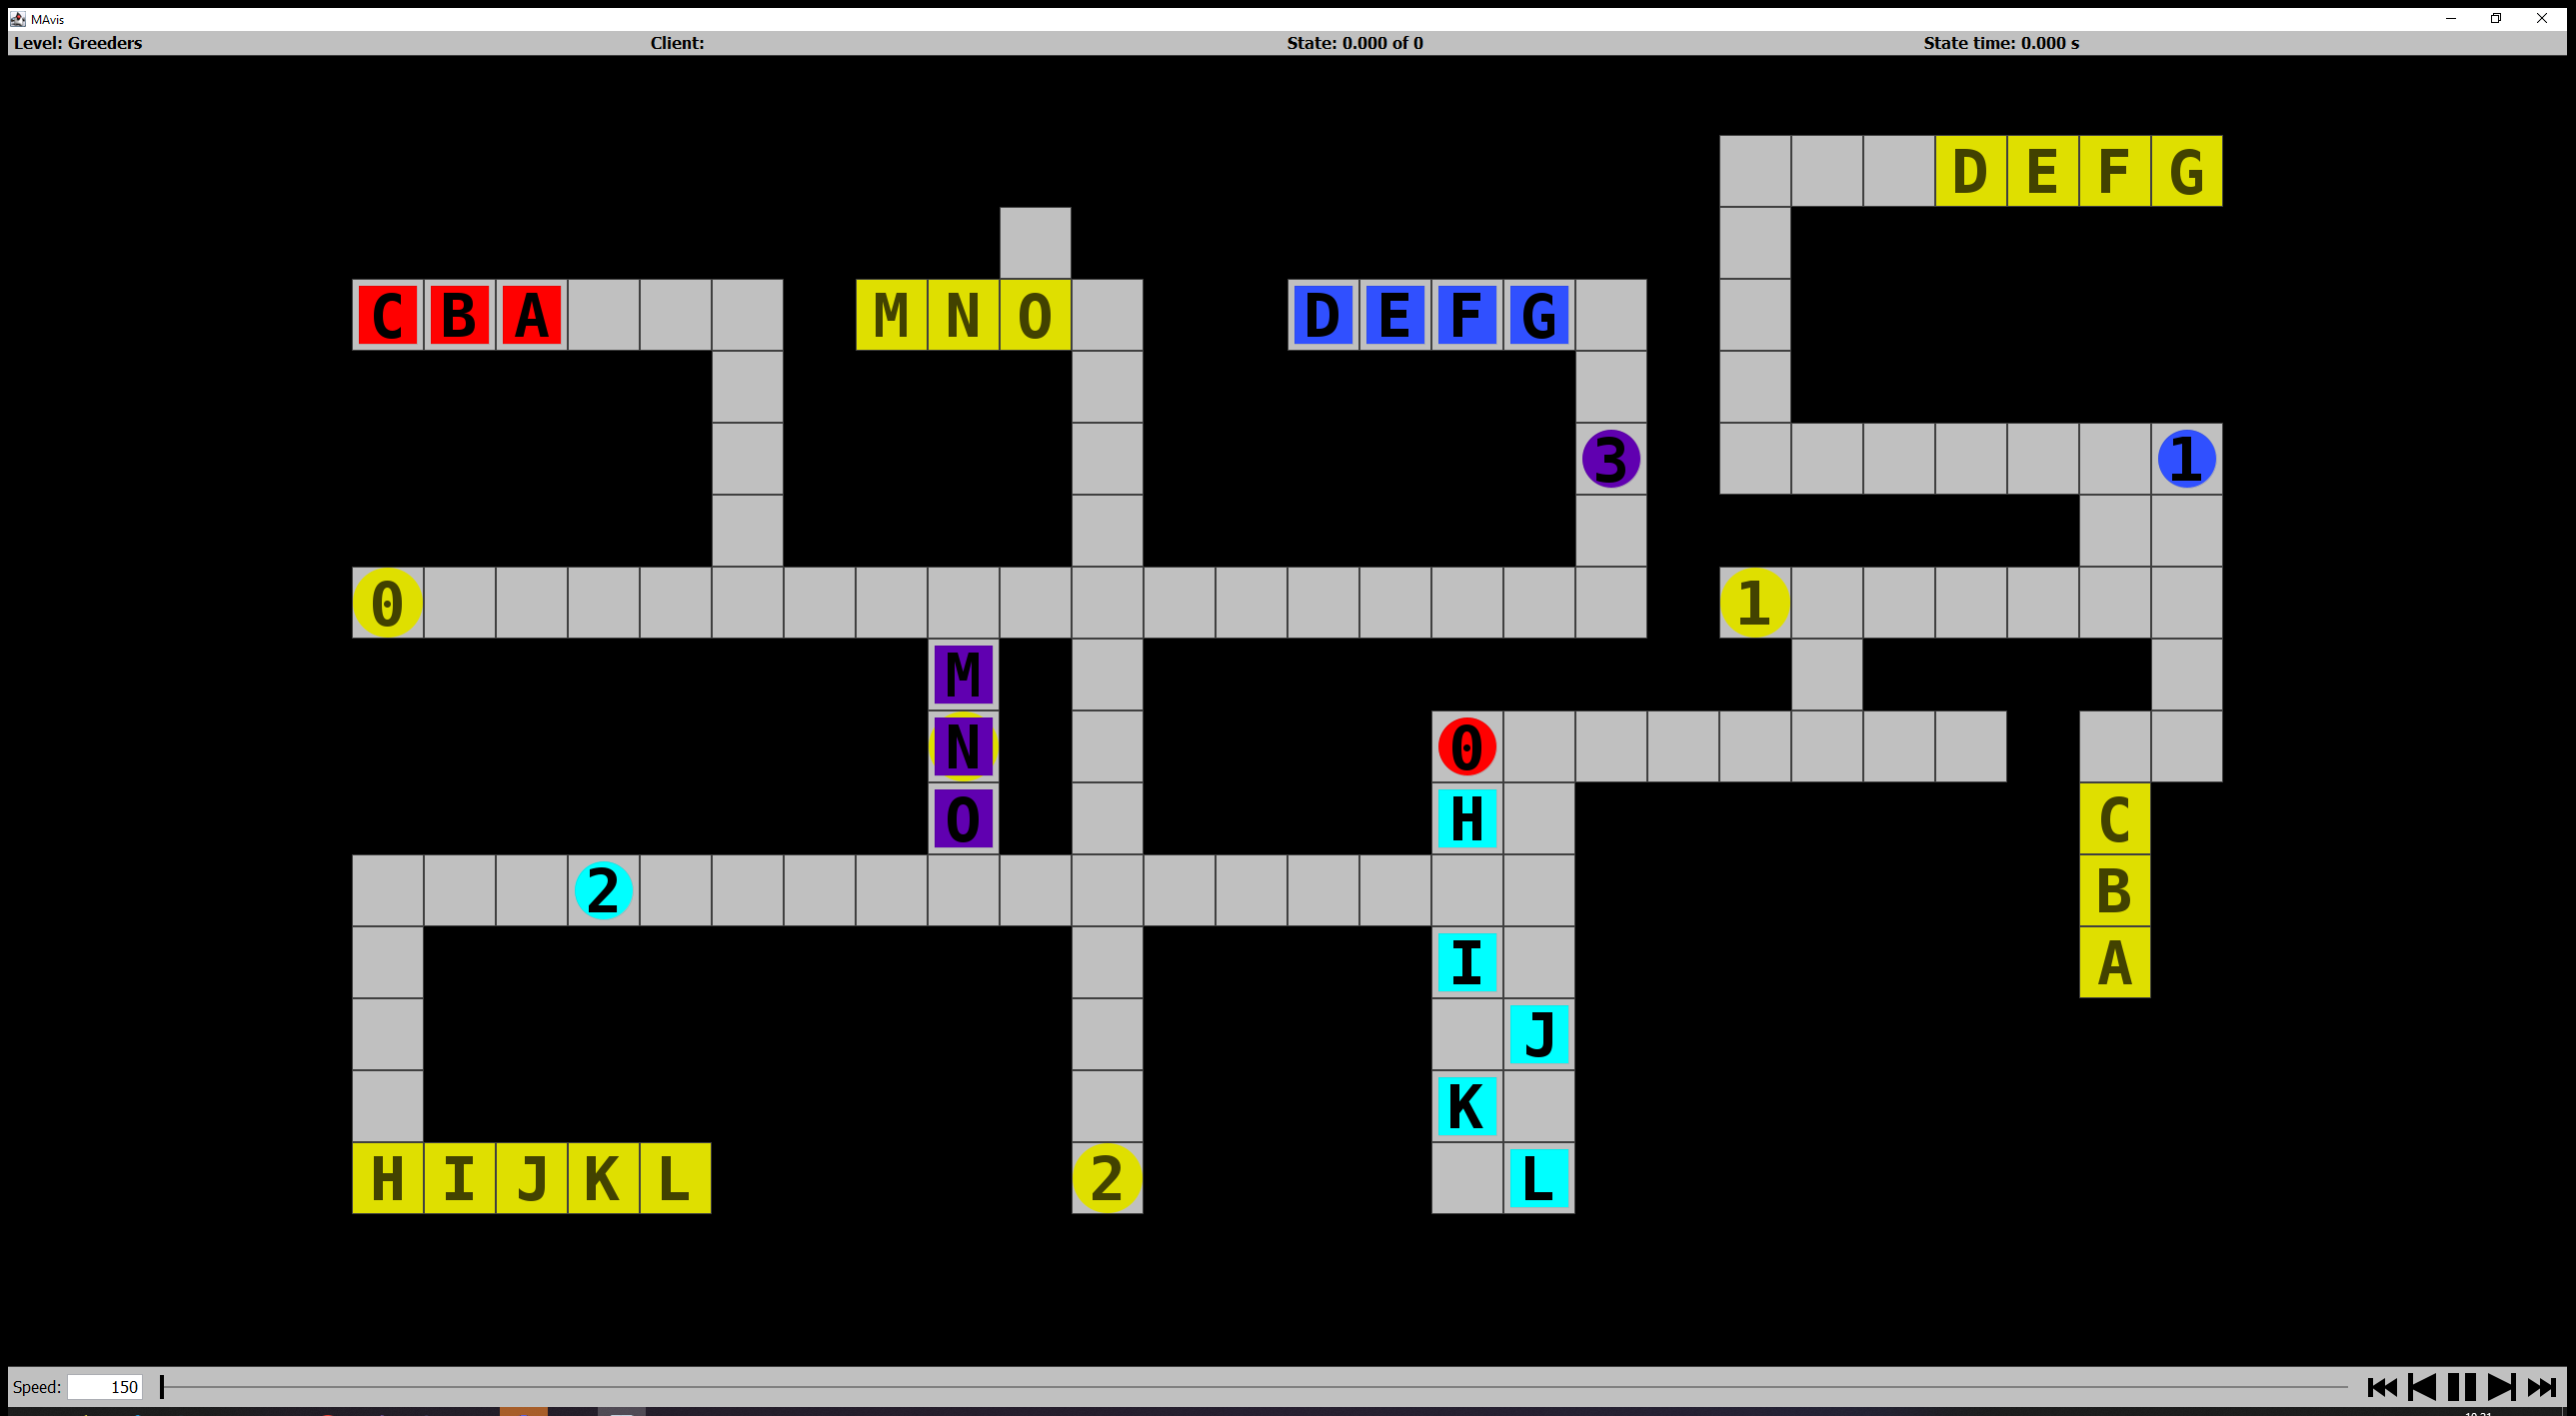 MAvis
Level: Greeders Client: State: 0.000 of 0 State time: 0.000 s
D E F G
C B A M N O D E F G
3 1
0 1
M
N 0
O H C
2 B
I A
J
K
H I J K L 2 L
Speed: 150